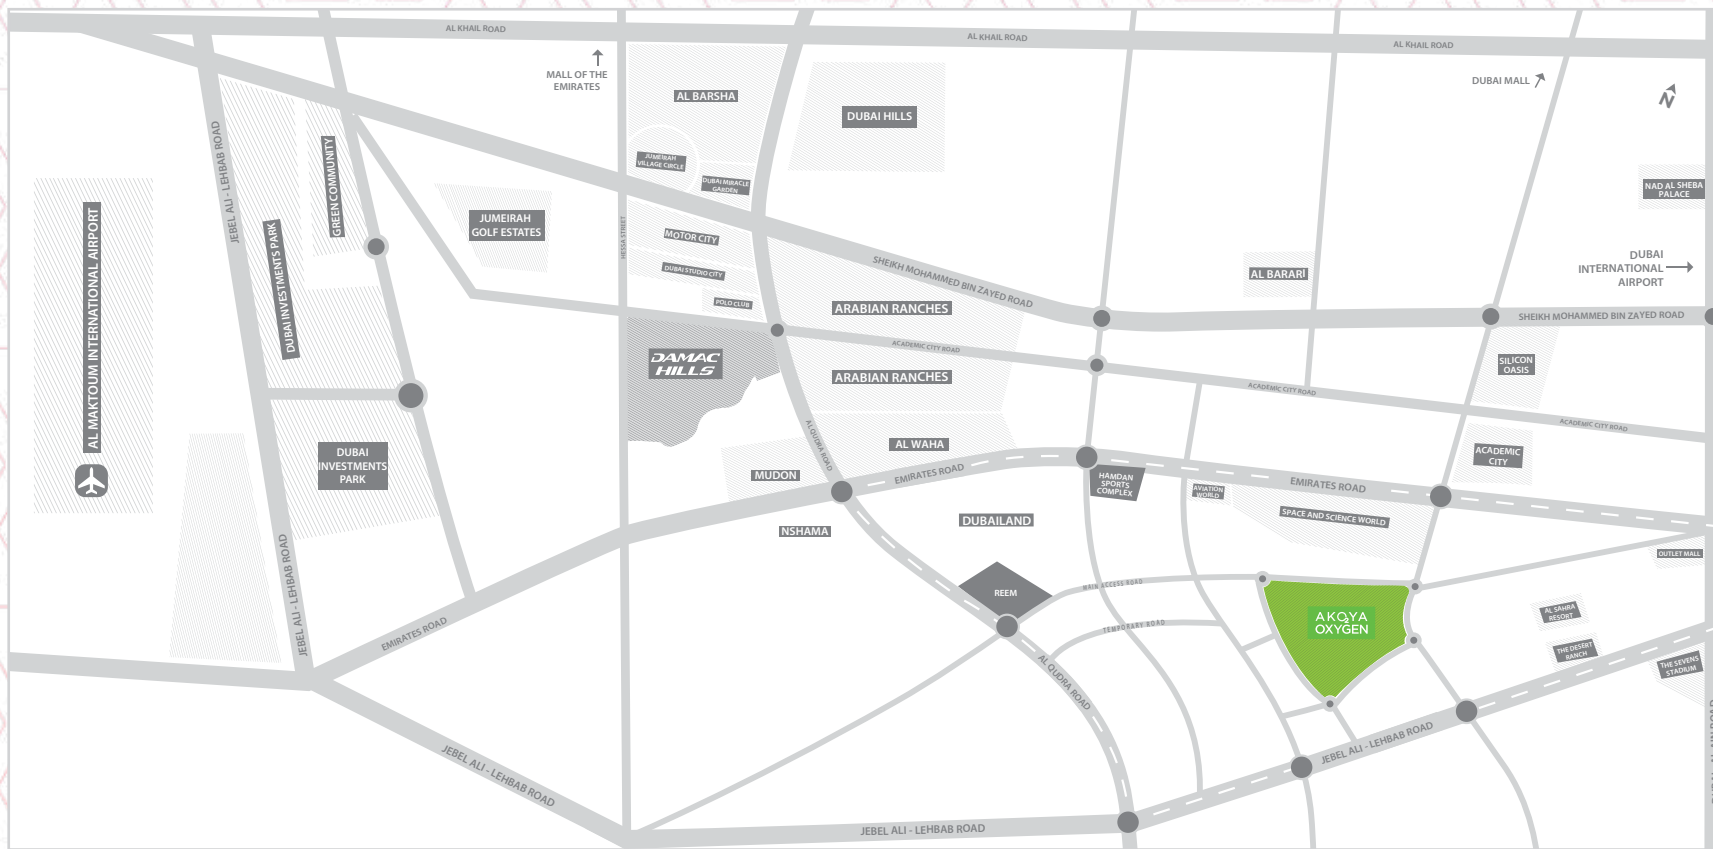 AL KHAIL ROAD
AL KHAIL ROAD
AL KHAIL ROAD
MALL OF THE
EMIRATES
DUBAI MALL
N
AL BARSHA
DUBAI HILLS
JEBEL ALI - LEHBAB ROAD
GREEN COMMUNITY
JUMEIRAH
VILLAGE CIRCLE
DUBAI MIRACLE
GARDEN
NAD AL SHEBA
PALACE
AL MAKTOUM INTERNATIONAL AIRPORT
DUBAI INVESTMENTS PARK
JUMEIRAH
GOLF ESTATES
HESSA STREET
MOTOR CITY
DUBAI STUDIO CITY
POLO CLUB
SHEIKH MOHAMMED BIN ZAYED ROAD
AL BARARI
DUBAI
INTERNATIONAL
AIRPORT
ARABIAN RANCHES
SHEIKH MOHAMMED BIN ZAYED ROAD
DAMAC
HILLS
ACADEMIC CITY ROAD
ARABIAN RANCHES
SILICON
OASIS
ACADEMIC CITY ROAD
ACADEMIC CITY ROAD
AL QUDRA ROAD
AL WAHA
DUBAI
INVESTMENTS
PARK
MUDON
EMIRATES ROAD
HAMDAN
SPORTS
COMPLEX
AVIATION
WORLD
EMIRATES ROAD
ACADEMIC
CITY
SPACE AND SCIENCE WORLD
DUBAILAND
NSHAMA
OUTLET MALL
JEBEL ALI - LEHBAB ROAD
REEM
MAIN ACCESS ROAD
TEMPORARY ROAD
AKOYA
OXYGEN
AL SAHRA
RESORT
THE DESERT
RANCH
THE SEVENS
STADIUM
EMIRATES ROAD
AL QUDRA ROAD
JEBEL ALI - LEHBAB ROAD
JEBEL ALI - LEHBAB ROAD
JEBEL ALI - LEHBAB ROAD